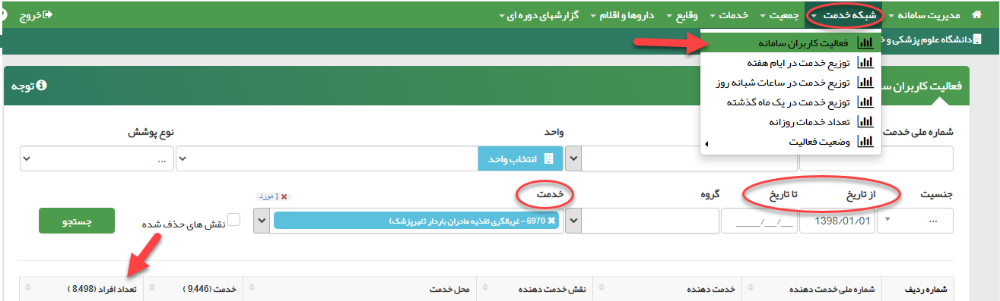 مدیریت سامانه شبکه خدمت جمعیت خدمات وقایع داروها و اقلام گزارشهای دوره ای خروج
دانشگاه علوم پزشکی و
فعالیت کاربران سامانه
توزیع خدمت در ایام هفته
توزیع خدمت در ساعات شبانه روز
توزیع خدمت در یک ماه گذشته
تعداد خدمات روزانه
وضعیت فعالیت
فعالیت کاربران توجه
شماره ملی خدمت واحد نوع پوشش
انتخاب واحد ...
جنسیت از تاریخ تا تاریخ گروه خدمت 1 مورد
... 1398/01/01 __/__/____ 6970 - غربالگری تغذیه مادران باردار (غیرپزشک) نقش های حذف شده جستجو
شماره ردیف شماره ملی خدمت دهنده خدمت دهنده نقش خدمت دهنده محل خدمت خدمت (9,446 ) تعداد افراد (8,498 )